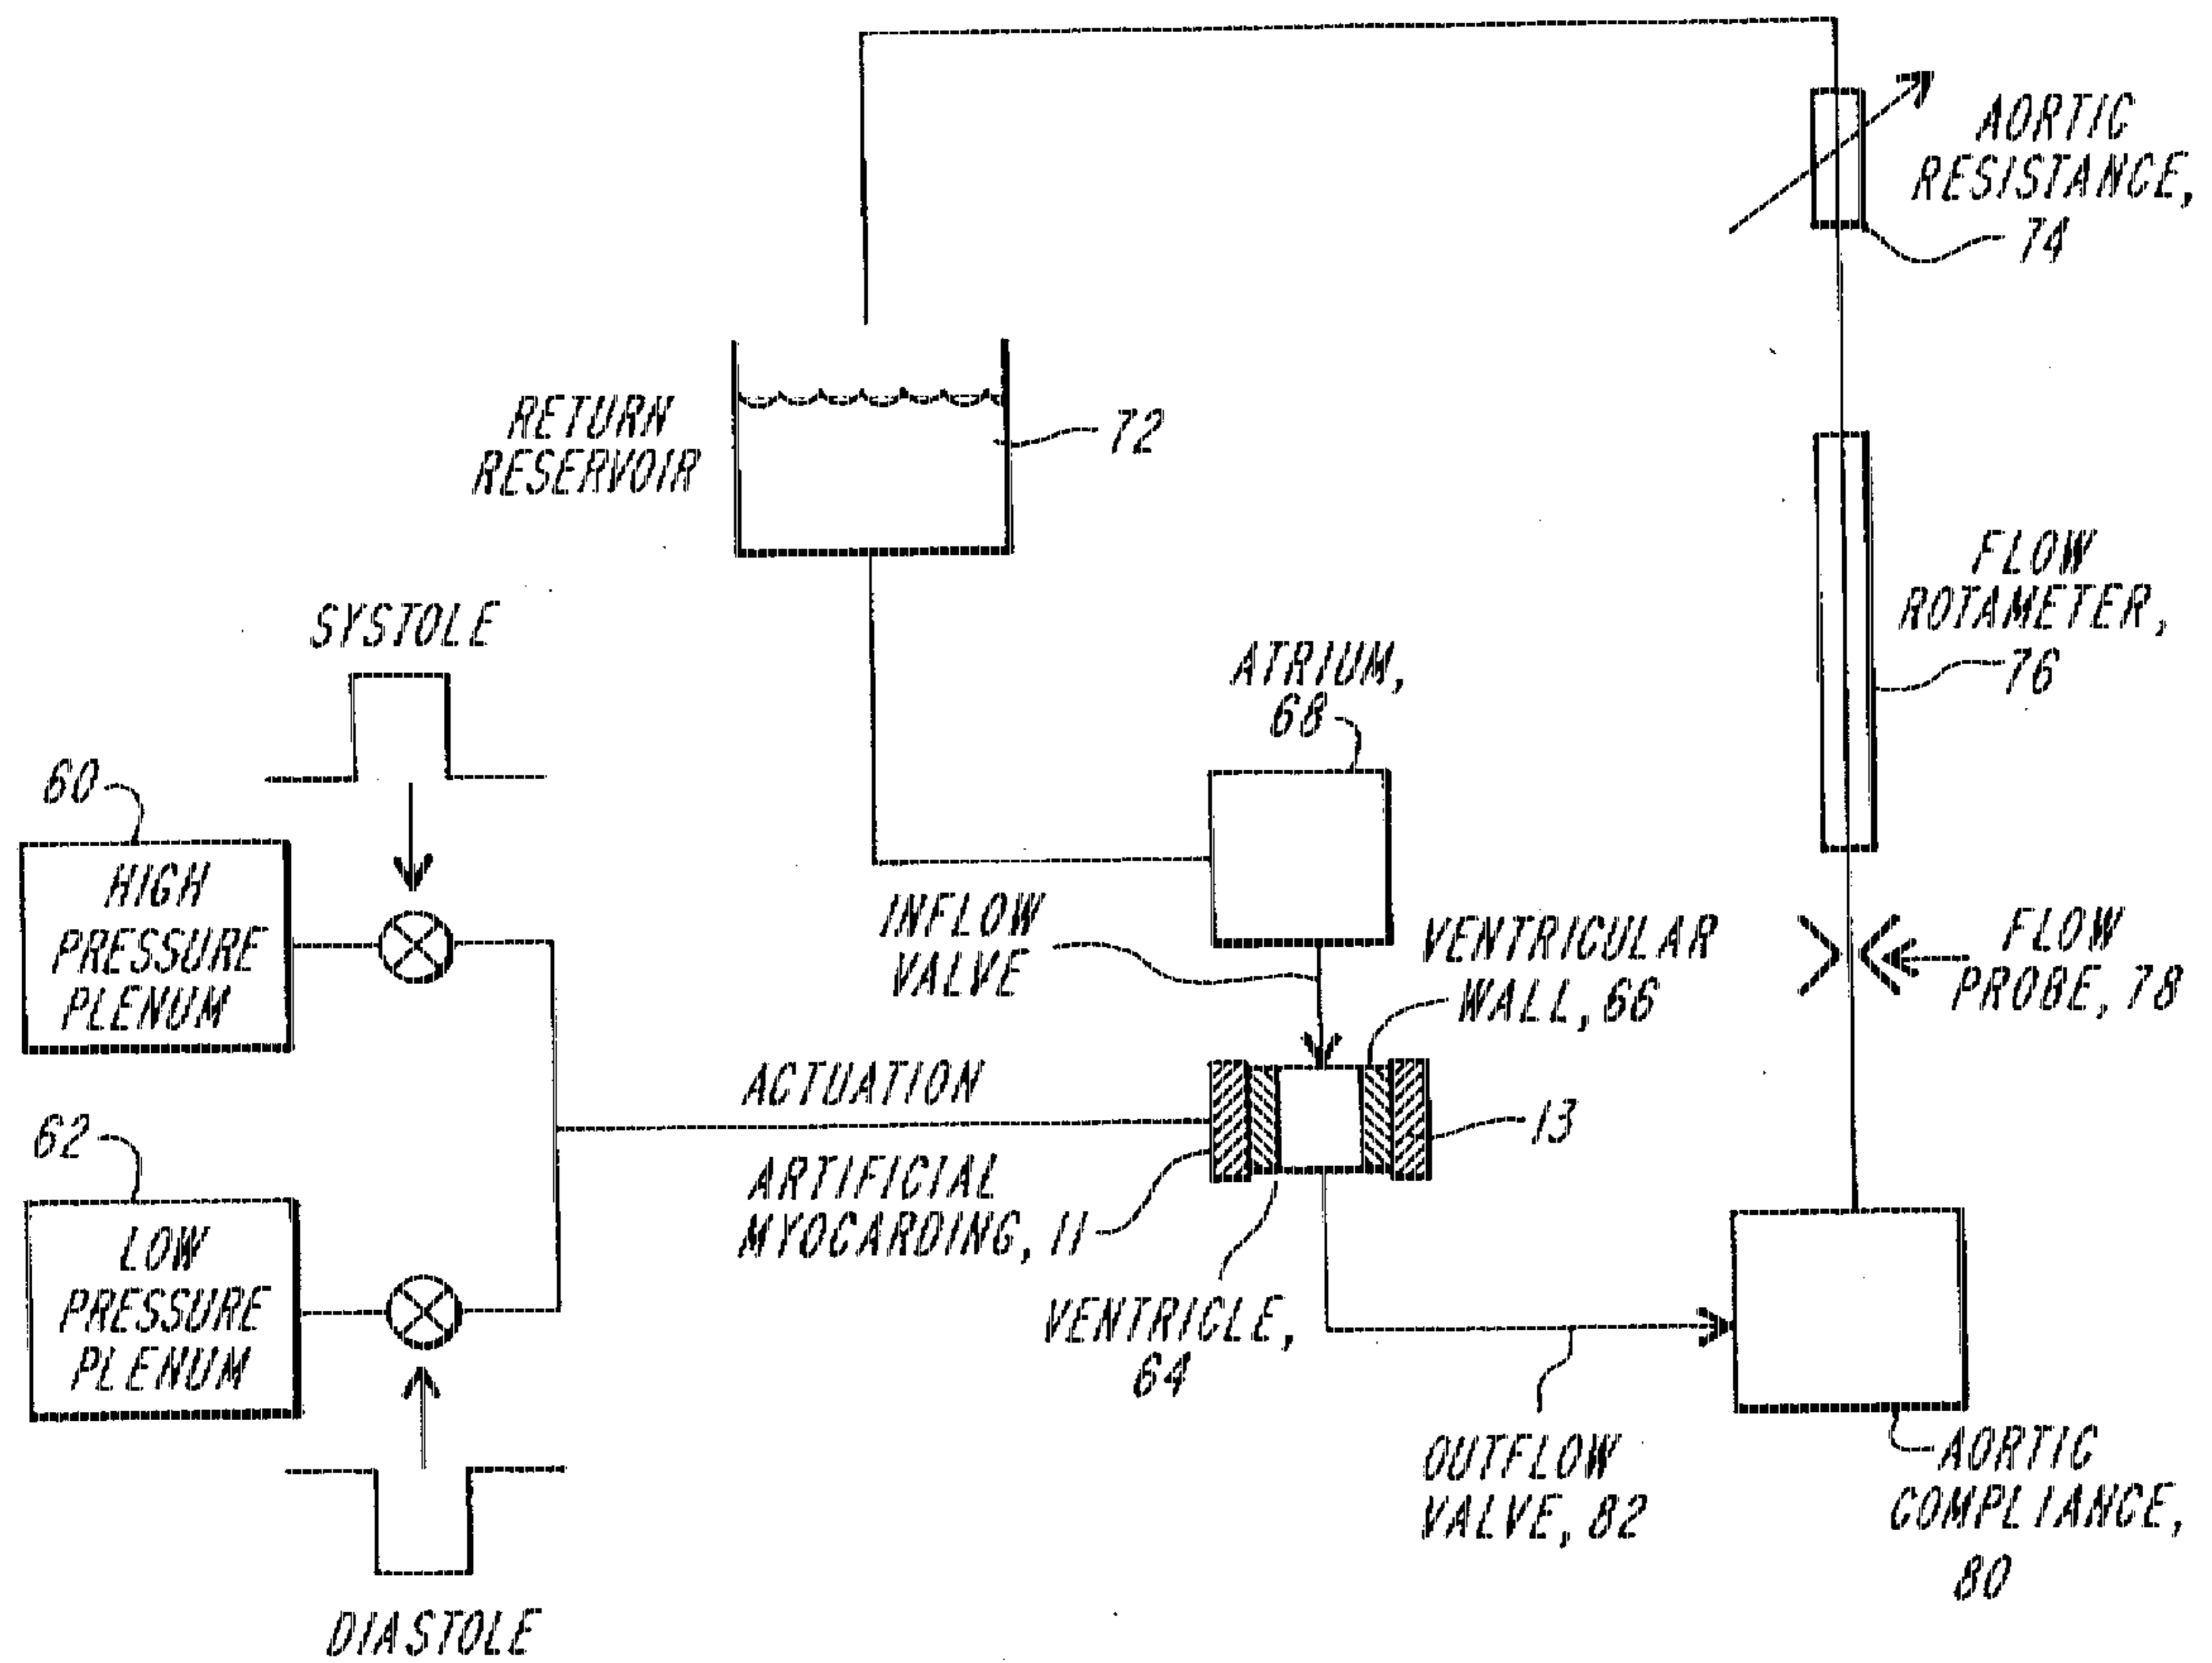 AORTIC
RESISTANCE,
74
RETURN
RESERVOIR
72
FLOW
ROTAMETER,
76
SYSTOLE
ATRIUM,
68
60
HIGH
PRESSURE
PLENUM
INFLOW
VALVE
VENTRICULAR
WALL, 66
FLOW
PROBE, 78
ACTUATION
13
62
ARTIFICIAL
MYOCARDING, 11
LOW
PRESSURE
PLENUM
VENTRICLE,
64
OUTFLOW
VALVE, 82
AORTIC
COMPLIANCE,
80
DIASTOLE